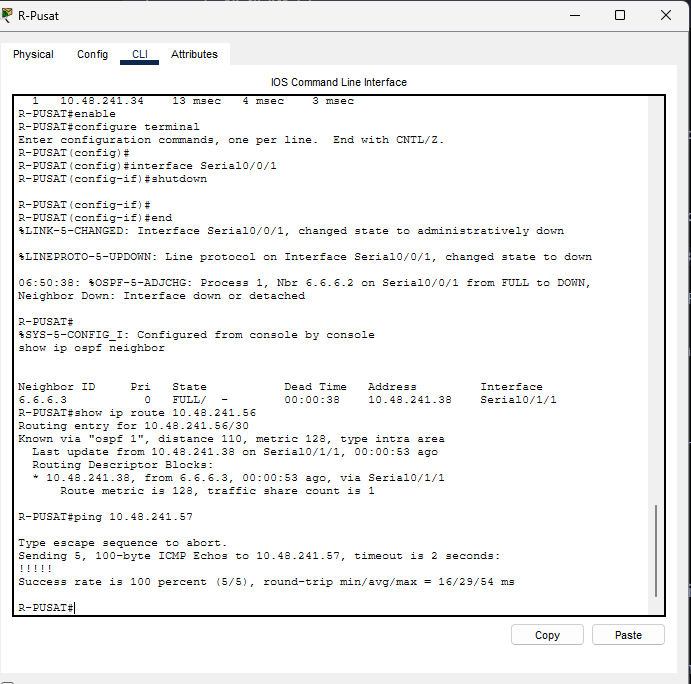 R-Pusat
Physical Config CLI Attributes
IOS Command Line Interface
1 10.48.241.34 13 msec 4 msec 3 msec
R-PUSAT#enable
R-PUSAT#configure terminal
Enter configuration commands, one per line. End with CNTL/Z.
R-PUSAT(config)#
R-PUSAT(config)#interface Serial0/0/1
R-PUSAT(config-if)#shutdown
R-PUSAT(config-if)#
R-PUSAT(config-if)#end
%LINK-5-CHANGED: Interface Serial0/0/1, changed state to administratively down
%LINEPROTO-5-UPDOWN: Line protocol on Interface Serial0/0/1, changed state to down
06:50:38: %OSPF-5-ADJCHG: Process 1, Nbr 6.6.6.2 on Serial0/0/1 from FULL to DOWN,
Neighbor Down: Interface down or detached
R-PUSAT#
%SYS-5-CONFIG_I: Configured from console by console
show ip ospf neighbor
Neighbor ID Pri State Dead Time Address Interface
6.6.6.3 0 FULL/ - 00:00:38 10.48.241.38 Serial0/1/1
R-PUSAT#show ip route 10.48.241.56
Routing entry for 10.48.241.56/30
Known via "ospf 1", distance 110, metric 128, type intra area
Last update from 10.48.241.38 on Serial0/1/1, 00:00:53 ago
Routing Descriptor Blocks:
* 10.48.241.38, from 6.6.6.3, 00:00:53 ago, via Serial0/1/1
Route metric is 128, traffic share count is 1
R-PUSAT#ping 10.48.241.57
Type escape sequence to abort.
Sending 5, 100-byte ICMP Echos to 10.48.241.57, timeout is 2 seconds:
!!!!!
Success rate is 100 percent (5/5), round-trip min/avg/max = 16/29/54 ms
R-PUSAT#
Copy Paste